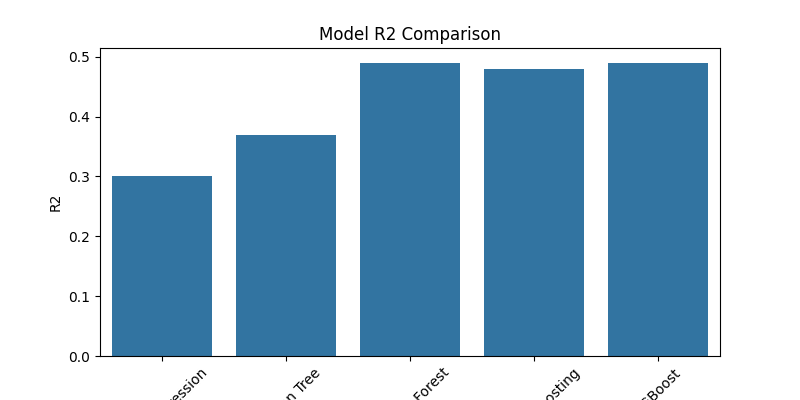 Model R2 Comparison
R2
0.5
0.4
0.3
0.2
0.1
0.0
ession
n Tree
Forest
osting
Boost